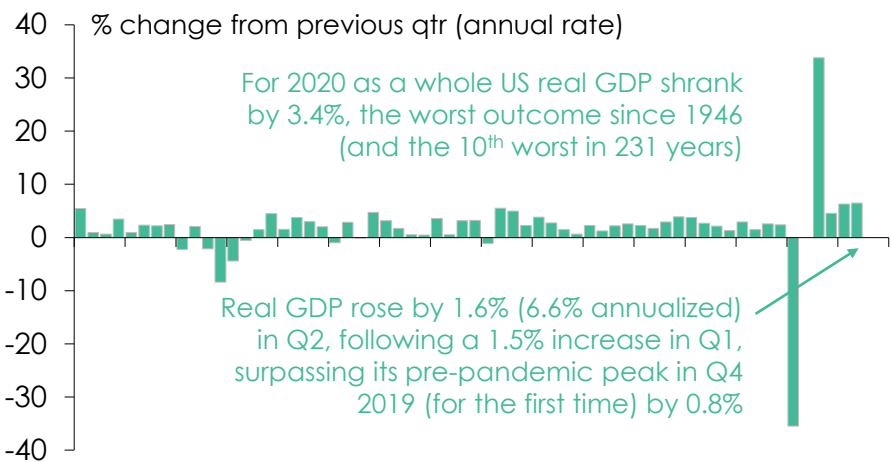 % change from previous qtr (annual rate)
40
30
20
10
0
-10
-20
-30
-40
For 2020 as a whole US real GDP shrank
by 3.4%, the worst outcome since 1946
(and the 10th worst in 231 years)
Real GDP rose by 1.6% (6.6% annualized)
in Q2, following a 1.5% increase in Q1,
surpassing its pre-pandemic peak in Q4
2019 (for the first time) by 0.8%